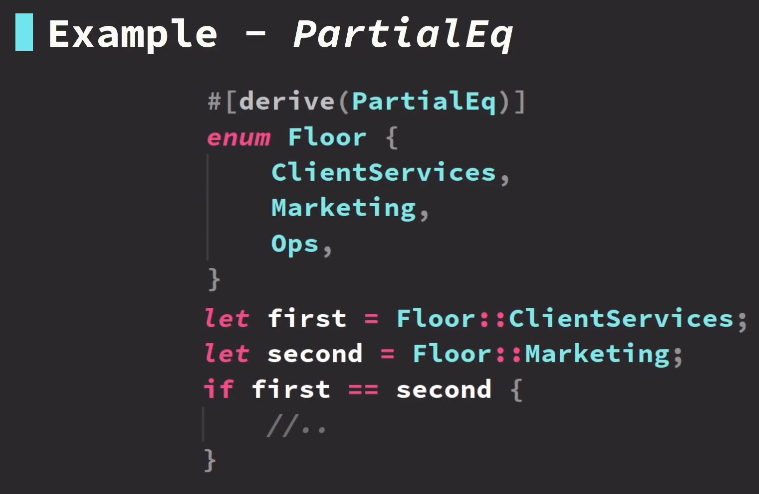 Example - PartialEq
#[derive(PartialEq)]
enum Floor {
    ClientServices,
    Marketing,
    Ops,
}
let first = Floor::ClientServices;
let second = Floor::Marketing;
if first == second {
    //..
}